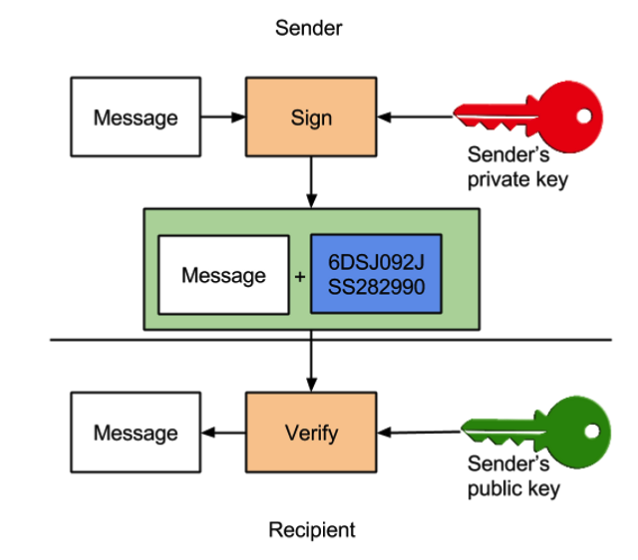 Sender
Message
Sign
Sender's
private key
Message
+
6DSJ092J
SS282990
Message
Verify
Sender's
public key
Recipient